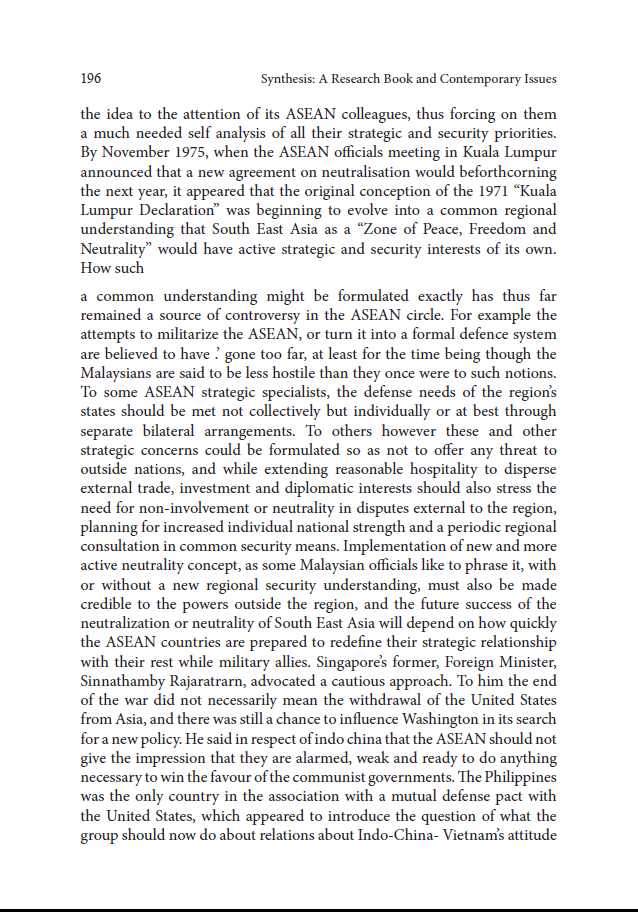 196 Synthesis: A Research Book and Contemporary Issues
the idea to the attention of its ASEAN colleagues, thus forcing on them
a much needed self analysis of all their strategic and security priorities.
By November 1975, when the ASEAN officials meeting in Kuala Lumpur
announced that a new agreement on neutralisation would beforthcorning
the next year, it appeared that the original conception of the 1971 “Kuala
Lumpur Declaration” was beginning to evolve into a common regional
understanding that South East Asia as a “Zone of Peace, Freedom and
Neutrality” would have active strategic and security interests of its own.
How such
a common understanding might be formulated exactly has thus far
remained a source of controversy in the ASEAN circle. For example the
attempts to militarize the ASEAN, or turn it into a formal defence system
are believed to have .’ gone too far, at least for the time being though the
Malaysians are said to be less hostile than they once were to such notions.
To some ASEAN strategic specialists, the defense needs of the region’s
states should be met not collectively but individually or at best through
separate bilateral arrangements. To others however these and other
strategic concerns could be formulated so as not to offer any threat to
outside nations, and while extending reasonable hospitality to disperse
external trade, investment and diplomatic interests should also stress the
need for non-involvement or neutrality in disputes external to the region,
planning for increased individual national strength and a periodic regional
consultation in common security means. Implementation of new and more
active neutrality concept, as some Malaysian officials like to phrase it, with
or without a new regional security understanding, must also be made
credible to the powers outside the region, and the future success of the
neutralization or neutrality of South East Asia will depend on how quickly
the ASEAN countries are prepared to redefine their strategic relationship
with their rest while military allies. Singapore’s former, Foreign Minister,
Sinnathamby Rajaratrarn, advocated a cautious approach. To him the end
of the war did not necessarily mean the withdrawal of the United States
from Asia, and there was still a chance to influence Washington in its search
for a new policy. He said in respect of indo china that the ASEAN should not
give the impression that they are alarmed, weak and ready to do anything
necessary to win the favour of the communist governments. The Philippines
was the only country in the association with a mutual defense pact with
the United States, which appeared to introduce the question of what the
group should now do about relations about Indo-China- Vietnam’s attitude